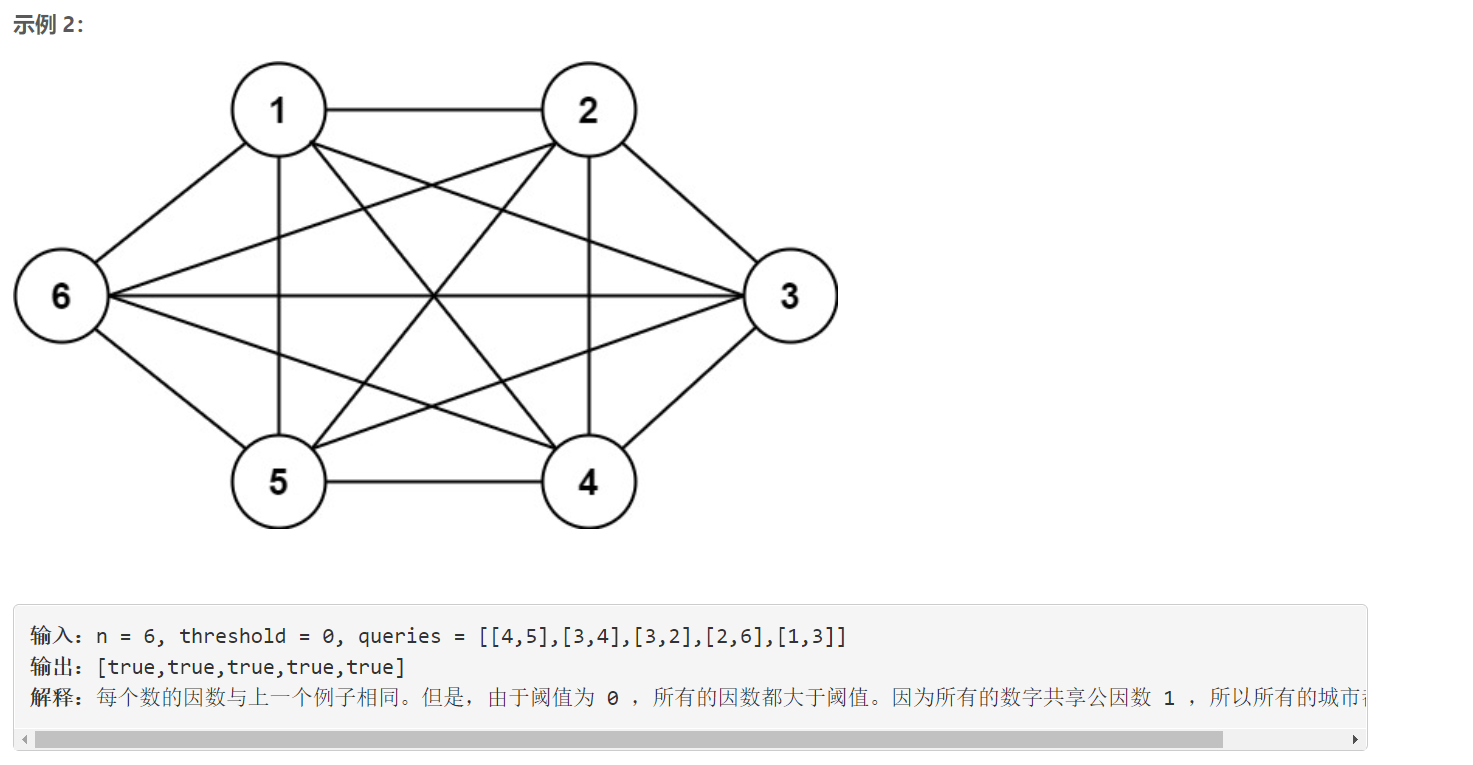 示例 2：
1
2
6
3
5
4
输入：n = 6, threshold = 0, queries = [[4,5],[3,4],[3,2],[2,6],[1,3]]
输出：[true,true,true,true,true]
解释：每个数的因数与上一个例子相同。但是，由于阈值为 0 ，所有的因数都大于阈值。因为所有的数字共享公因数 1 ，所以所有的城市